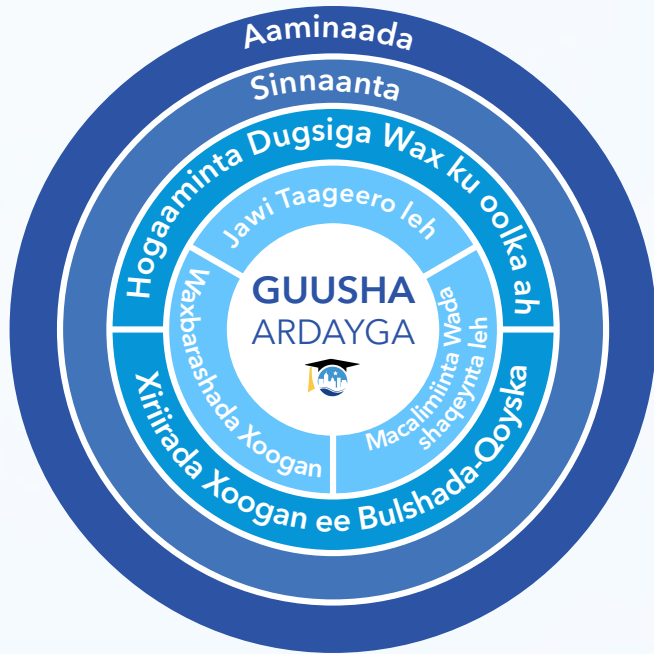 Aaminaada
Sinnaanta
Hogaaminta Dugsiga Wax ku oolka ah
Jawi Taageero leh
GUUSHA
ARDAYGA
Waxbarashada Xoogan
Macalimiinta Wada
shaqeynta leh
Xiriirada Xoogan ee Bulshada-Qoyska